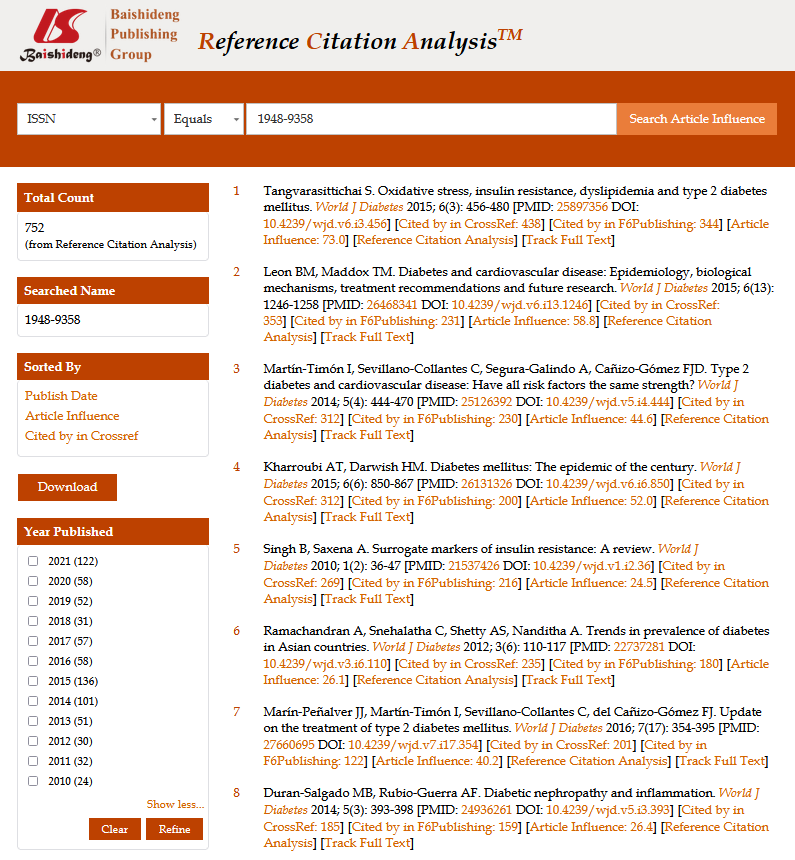 Baishideng®
Baishideng
Publishing
Group
Reference Citation Analysis™
ISSN
Equals
1948-9358
Search Article Influence
Total Count
752
(from Reference Citation Analysis)
Searched Name
1948-9358
Sorted By
Publish Date
Article Influence
Cited by in Crossref
Download
Year Published
2021 (122)
2020 (58)
2019 (52)
2018 (31)
2017 (57)
2016 (58)
2015 (136)
2014 (101)
2013 (51)
2012 (30)
2011 (32)
2010 (24)
Show less...
Clear
Refine
1 Tangvarasittichai S. Oxidative stress, insulin resistance, dyslipidemia and type 2 diabetes
mellitus. World J Diabetes 2015; 6(3): 456-480 [PMID: 25897356 DOI:
10.4239/wjd.v6.i3.456] [Cited by in CrossRef: 438] [Cited by in F6Publishing: 344] [Article
Influence: 73.0] [Reference Citation Analysis] [Track Full Text]
2 Leon BM, Maddox TM. Diabetes and cardiovascular disease: Epidemiology, biological
mechanisms, treatment recommendations and future research. World J Diabetes 2015; 6(13):
1246-1258 [PMID: 26468341 DOI: 10.4239/wjd.v6.i13.1246] [Cited by in CrossRef:
353] [Cited by in F6Publishing: 231] [Article Influence: 58.8] [Reference Citation
Analysis] [Track Full Text]
3 Martín-Timón I, Sevillano-Collantes C, Segura-Galindo A, Cañizo-Gómez FJD. Type 2
diabetes and cardiovascular disease: Have all risk factors the same strength? World J
Diabetes 2014; 5(4): 444-470 [PMID: 25126392 DOI: 10.4239/wjd.v5.i4.444] [Cited by in
CrossRef: 312] [Cited by in F6Publishing: 230] [Article Influence: 44.6] [Reference Citation
Analysis] [Track Full Text]
4 Kharroubi AT, Darwish HM. Diabetes mellitus: The epidemic of the century. World J
Diabetes 2015; 6(6): 850-867 [PMID: 26131326 DOI: 10.4239/wjd.v6.i6.850] [Cited by in
CrossRef: 312] [Cited by in F6Publishing: 200] [Article Influence: 52.0] [Reference Citation
Analysis] [Track Full Text]
5 Singh B, Saxena A. Surrogate markers of insulin resistance: A review. World J
Diabetes 2010; 1(2): 36-47 [PMID: 21537426 DOI: 10.4239/wjd.v1.i2.36] [Cited by in
CrossRef: 269] [Cited by in F6Publishing: 216] [Article Influence: 24.5] [Reference Citation
Analysis] [Track Full Text]
6 Ramachandran A, Snehalatha C, Shetty AS, Nanditha A. Trends in prevalence of diabetes
in Asian countries. World J Diabetes 2012; 3(6): 110-117 [PMID: 22737281 DOI:
10.4239/wjd.v3.i6.110] [Cited by in CrossRef: 235] [Cited by in F6Publishing: 180] [Article
Influence: 26.1] [Reference Citation Analysis] [Track Full Text]
7 Marín-Peñalver JJ, Martín-Timón I, Sevillano-Collantes C, del Cañizo-Gómez FJ. Update
on the treatment of type 2 diabetes mellitus. World J Diabetes 2016; 7(17): 354-395 [PMID:
27660695 DOI: 10.4239/wjd.v7.i17.354] [Cited by in CrossRef: 201] [Cited by in
F6Publishing: 122] [Article Influence: 40.2] [Reference Citation Analysis] [Track Full Text]
8 Duran-Salgado MB, Rubio-Guerra AF. Diabetic nephropathy and inflammation. World J
Diabetes 2014; 5(3): 393-398 [PMID: 24936261 DOI: 10.4239/wjd.v5.i3.393] [Cited by in
CrossRef: 185] [Cited by in F6Publishing: 159] [Article Influence: 26.4] [Reference Citation
Analysis] [Track Full Text]